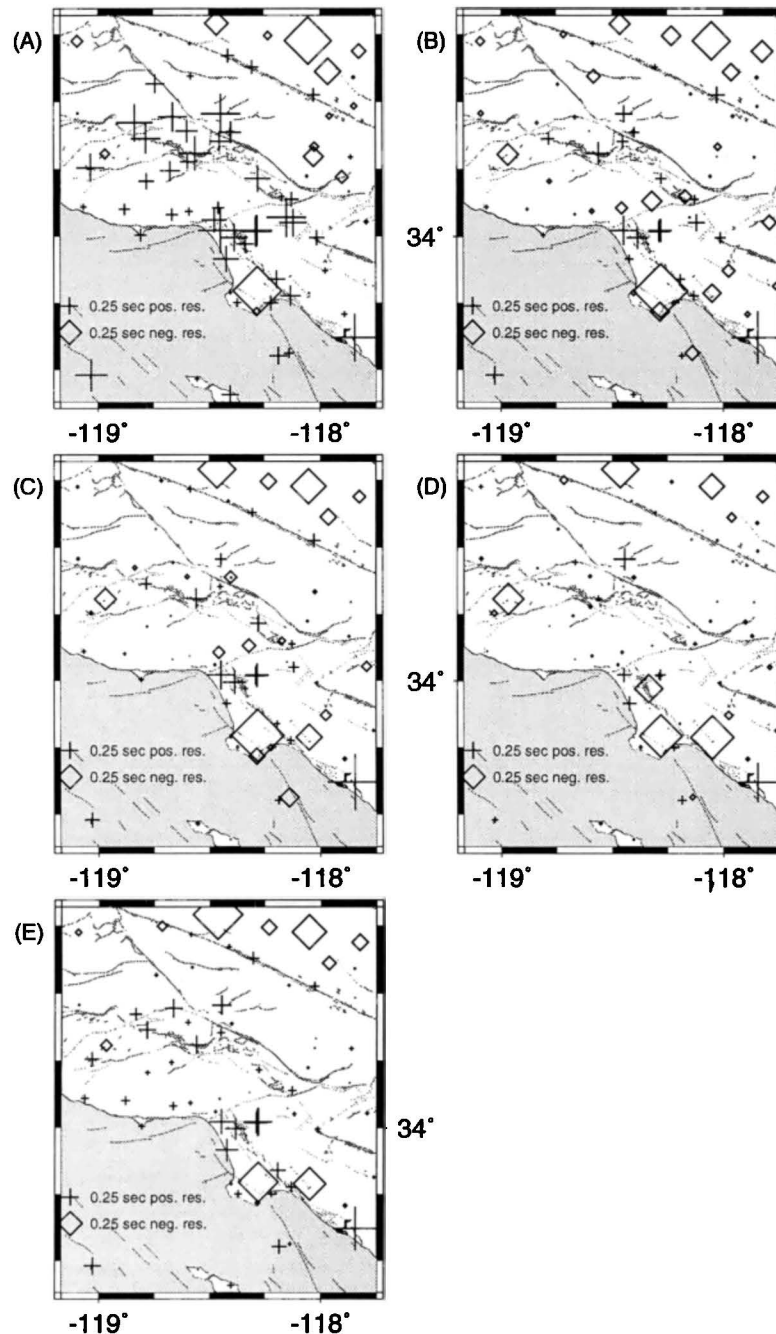 (A)
0.25 sec pos. res.
0.25 sec neg. res.
-119° -118°
(B)
34°
0.25 sec pos. res.
0.25 sec neg. res.
-119° -118°
(C)
0.25 sec pos. res.
0.25 sec neg. res.
-119° -118°
(D)
34°
0.25 sec pos. res.
0.25 sec neg. res.
-119° -118°
(E)
34°
0.25 sec pos. res.
0.25 sec neg. res.
-119° -118°